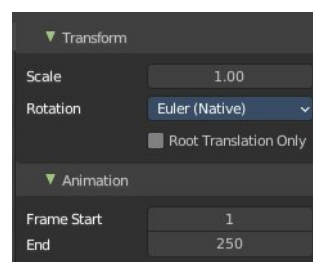 Transform
Scale 1.00
Rotation Euler (Native)
Root Translation Only
Animation
Frame Start 1
End 250